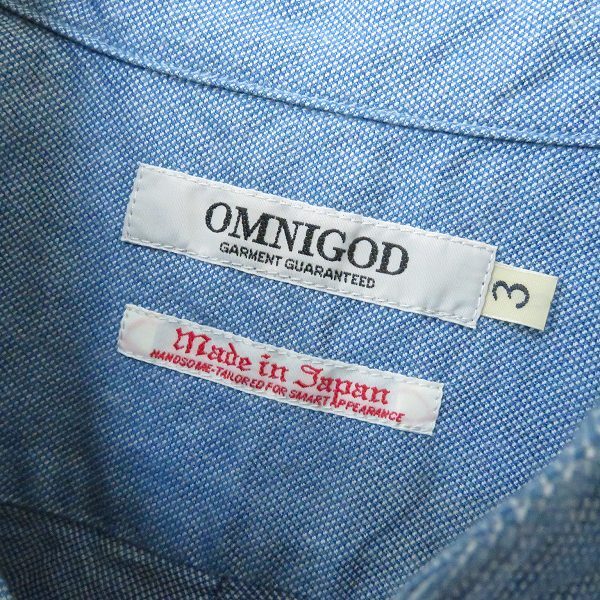 OMNIGOD
GARMENT GUARANTEED
3
Made in Japan
HANDSOME-TAILORED FOR SMART APPEARANCE